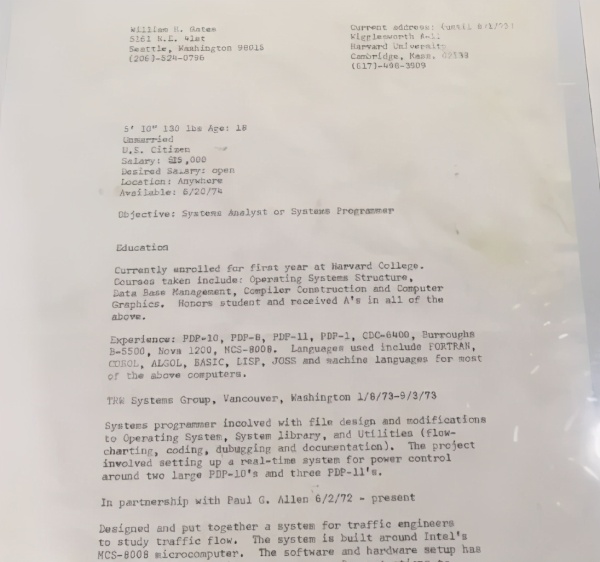 William H. Gates
5161 N.E. 41st
Seattle, Washington 98015
(206)-524-0796
Current address: (until 6/1/73)
Wigglesworth A-11
Harvard University
Cambridge, Mass. 02138
(617)-498-3909
5' 10" 130 lbs Age: 18
Unmarried
U.S. Citizen
Salary: $15,000
Desired Salary: open
Location: Anywhere
Available: 6/20/74
Objective: Systems Analyst or Systems Programmer
Education
Currently enrolled for first year at Harvard College.
Courses taken include: Operating Systems Structure,
Data Base Management, Compiler Construction and Computer
Graphics. Honors student and received A's in all of the
above.
Experience: PDP-10, PDP-8, PDP-11, PDP-1, CDC-6400, Burroughs
B-5500, Nova 1200, MCS-8008. Languages used include FORTRAN,
COBOL, ALGOL, BASIC, LISP, JOSS and machine languages for most
of the above computers.
TRW Systems Group, Vancouver, Washington 1/8/73-9/3/73
Systems programmer incolved with file design and modifications
to Operating System, System library, and Utilities (flow-
charting, coding, dubugging and documentation). The project
involved setting up a real-time system for power control
around two large PDP-10's and three PDP-11's.
In partnership with Paul G. Allen 6/2/72 - present
Designed and put together a system for traffic engineers
to study traffic flow. The system is built around Intel's
MCS-8008 microcomputer. The software and hardware setup has